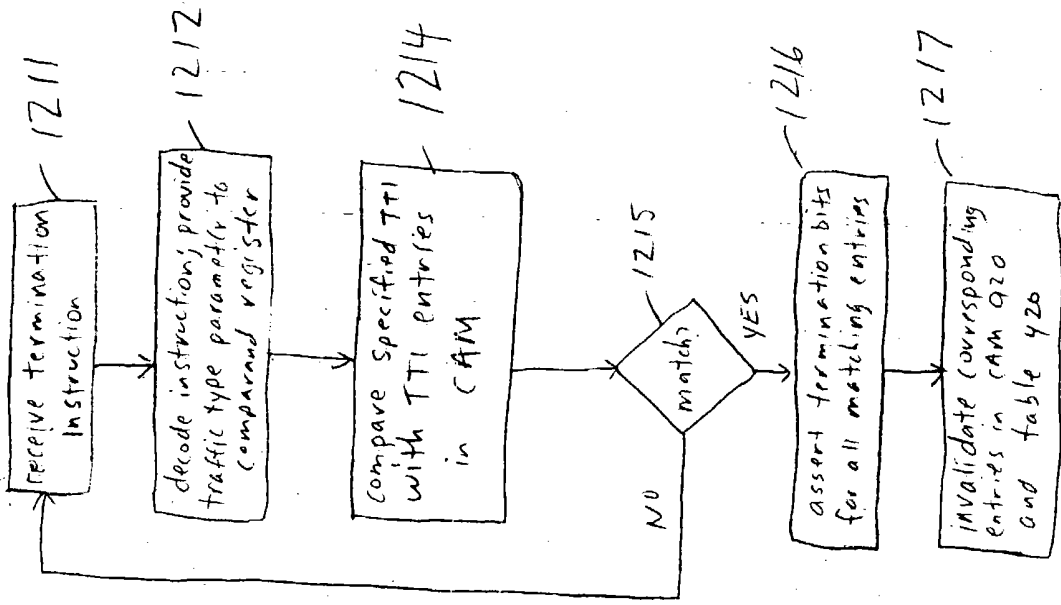 receive termination
Instruction
1211
decode instruction; provide
traffic type parameter to
comparand register
1212
compare specified TTI
with TTI entries
in CAM
1214
match?
1215
NO
YES
assert termination bits
for all matching entries
1216
invalidate corresponding
entries in CAM 920
and table 420
1217